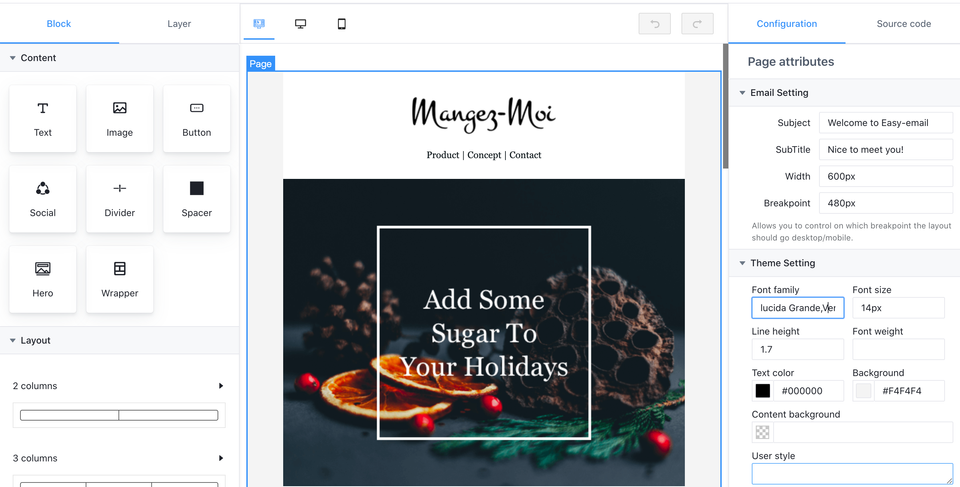 Block
Layer
Content
Text
Image
Button
Social
Divider
Spacer
Hero
Wrapper
Layout
2 columns
3 columns
Page
Mangez-Moi
Product | Concept | Contact
Add Some
Sugar To
Your Holidays
Configuration
Source code
Page attributes
Email Setting
Subject
Welcome to Easy-email
SubTitle
Nice to meet you!
Width
600px
Breakpoint
480px
Allows you to control on which breakpoint the layout
should go desktop/mobile.
Theme Setting
Font family
Font size
lucida Grande,Ver
14px
Line height
Font weight
1.7
Text color
Background
#000000
#F4F4F4
Content background
User style